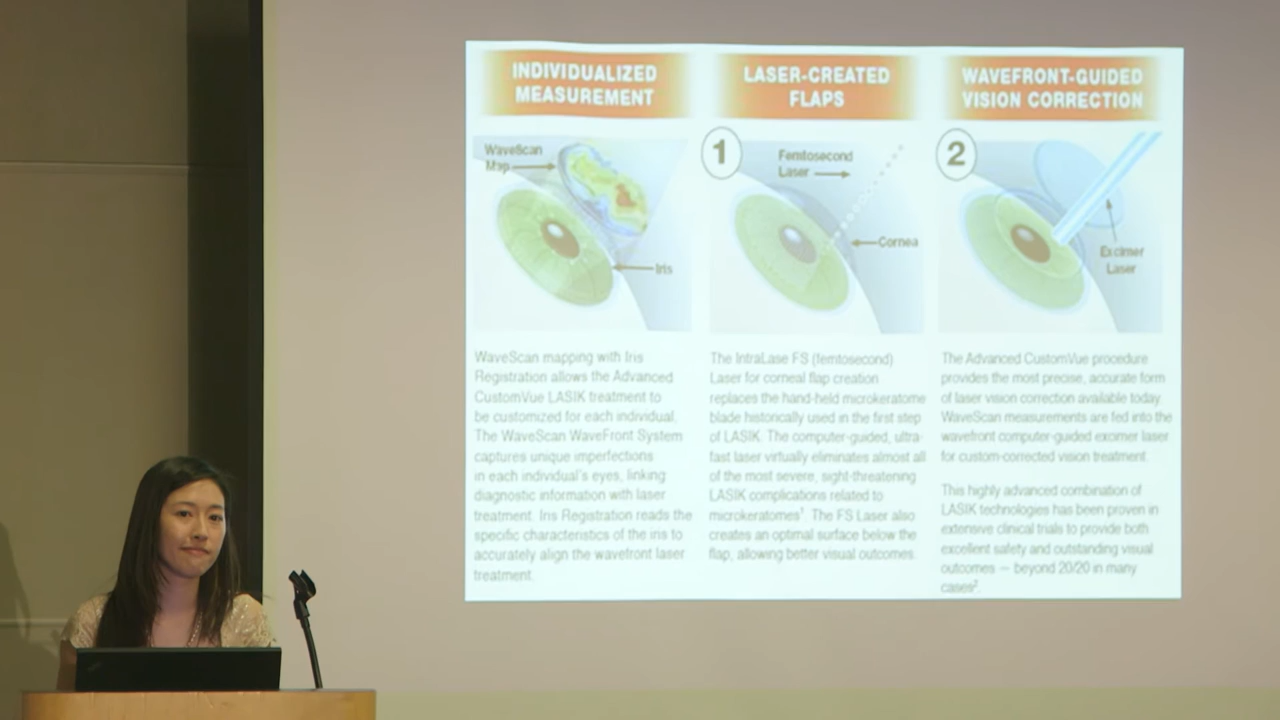 INDIVIDUALIZED
MEASUREMENT
WaveScan
Map
Iris
WaveScan mapping with Iris
Registration allows the Advanced
CustomVue LASIK treatment to
be customized for each individual.
The WaveScan WaveFront System
captures unique imperfections
in each individual's eyes, linking
diagnostic information with laser
treatment. Iris Registration reads the
specific characteristics of the iris to
accurately align the wavefront laser
treatment.
LASER-CREATED
FLAPS
1
Femtosecond
Laser
Cornea
The IntraLase FS (femtosecond)
Laser for corneal flap creation
replaces the hand-held microkeratome
blade historically used in the first step
of LASIK. The computer-guided, ultra-
fast laser virtually eliminates almost all
of the most severe, sight-threatening
LASIK complications related to
microkeratomes¹. The FS Laser also
creates an optimal surface below the
flap, allowing better visual outcomes.
WAVEFRONT-GUIDED
VISION CORRECTION
2
Excimer
Laser
The Advanced CustomVue procedure
provides the most precise, accurate form
of laser vision correction available today.
WaveScan measurements are fed into the
wavefront computer-guided excimer laser
for custom-corrected vision treatment.
This highly advanced combination of
LASIK technologies has been proven in
extensive clinical trials to provide both
excellent safety and outstanding visual
outcomes — beyond 20/20 in many
cases².